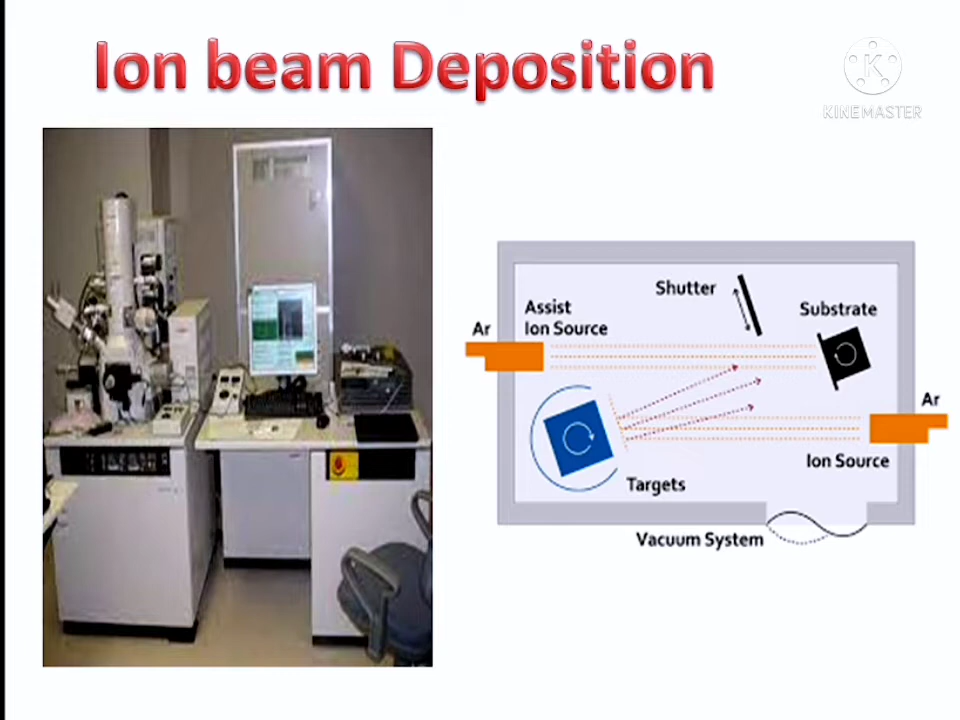 Ion beam Deposition
K
KINEMASTER
Shutter
Assist
Ion Source
Substrate
Ar
Ar
Ion Source
Targets
Vacuum System